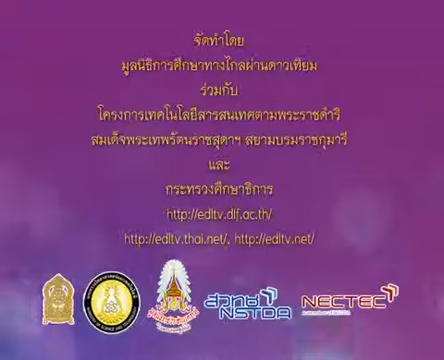 จัดทำโดย
มูลนิธิการศึกษาทางไกลผ่านดาวเทียม
ร่วมกับ
โครงการเทคโนโลยีสารสนเทศตามพระราชดำริ
สมเด็จพระเทพรัตนราชสุดาฯ สยามบรมราชกุมารี
และ
กระทรวงศึกษาธิการ
http://edltv.dlf.ac.th/
http://edltv.thai.net/, http://edltv.net/
สวทช
NSTDA
NECTEC